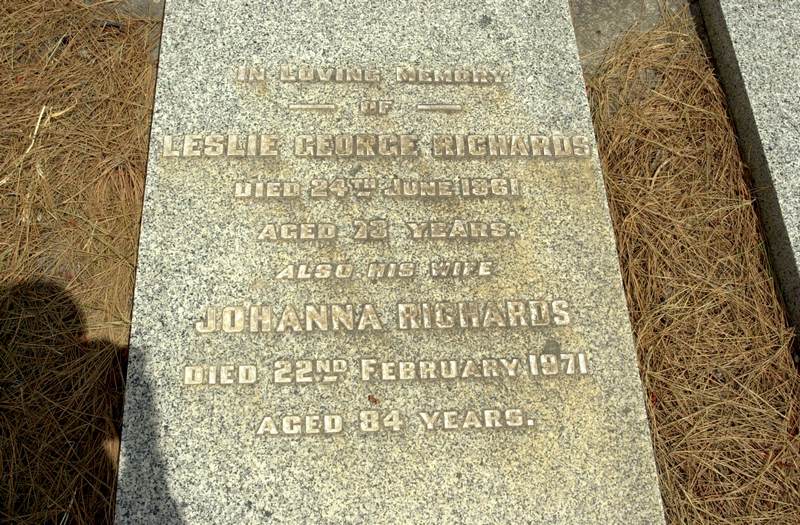 IN LOVING MEMORY
— OF —
LESLIE GEORGE RICHARDS
DIED 24TH JUNE 1961
AGED 73 YEARS.
ALSO HIS WIFE
JOHANNA RICHARDS
DIED 22ND FEBRUARY 1971
AGED 84 YEARS.